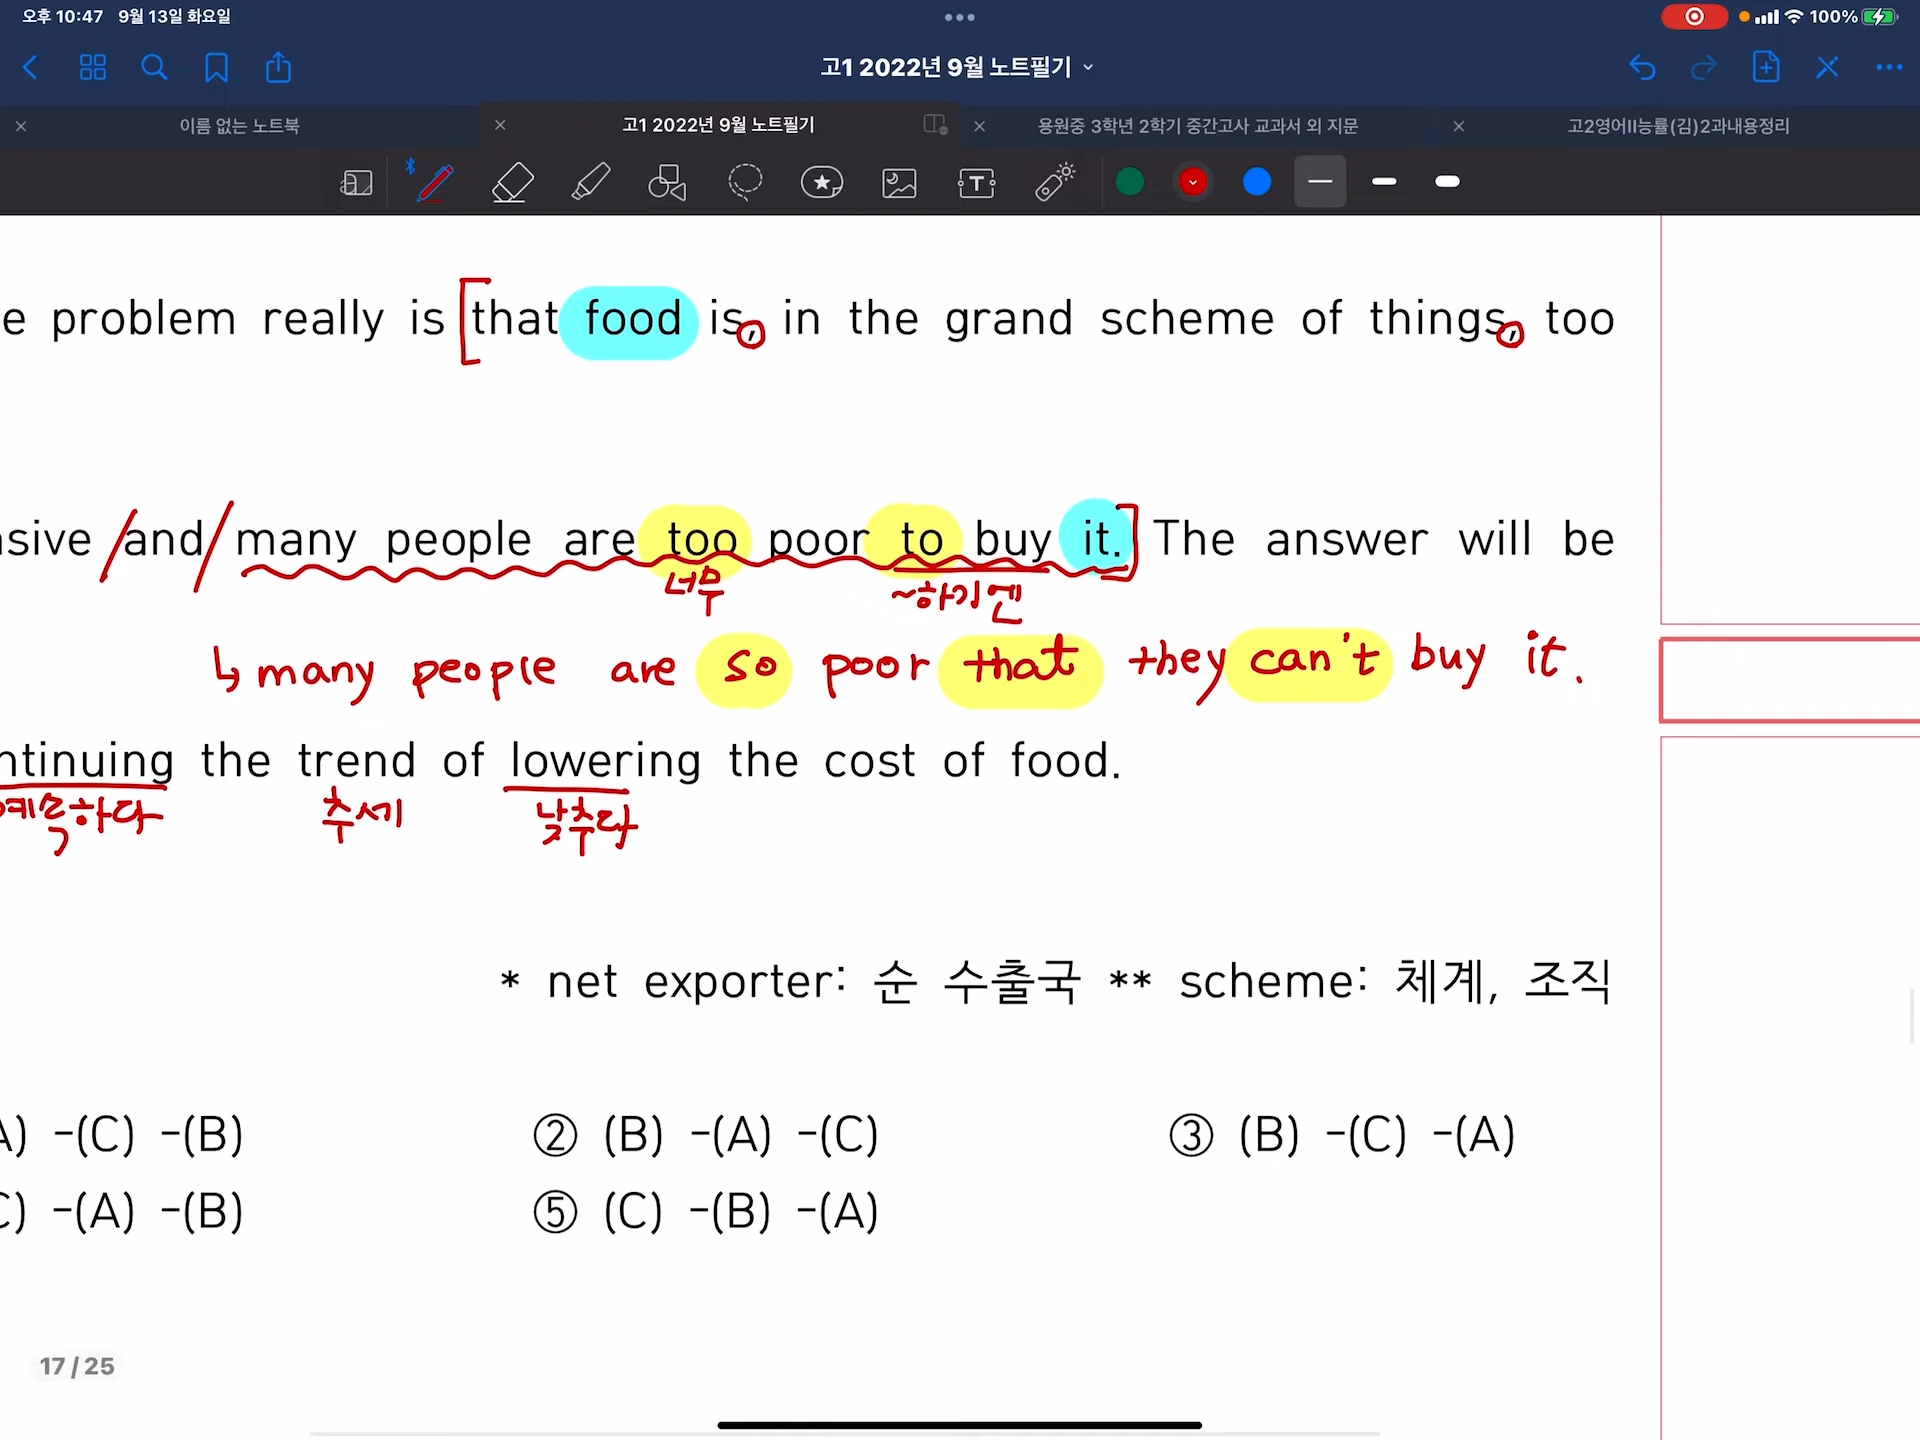 오후 10:47 9월 13일 화요일
100%
고1 2022년 9월 노트필기
이름 없는 노트북
고1 2022년 9월 노트필기
용원중 3학년 2학기 중간고사 교과서 외 지문
고2영어II능률(김)2과내용정리
e problem really is [that food is, in the grand scheme of things, too
sive /and/ many people are too poor to buy it.] The answer will be
너무 ~하기엔
↳ many people are so poor that they can't buy it.
ntinuing the trend of lowering the cost of food.
추세 낮추다
* net exporter: 순 수출국 ** scheme: 체계, 조직
A) -(C) -(B) ② (B) -(A) -(C) ③ (B) -(C) -(A)
C) -(A) -(B) ⑤ (C) -(B) -(A)
17 / 25